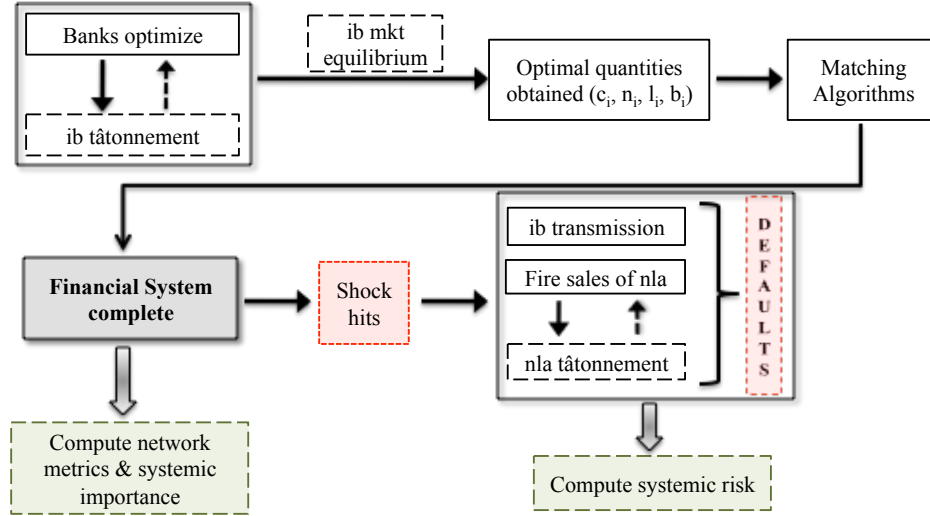 Banks optimize
ib tâtonnement
ib mkt
equilibrium
Optimal quantities
obtained (c_i, n_i, l_i, b_i)
Matching
Algorithms
Financial System
complete
Shock
hits
ib transmission
Fire sales of nla
nla tâtonnement
DEFAULTS
Compute network
metrics & systemic
importance
Compute systemic risk